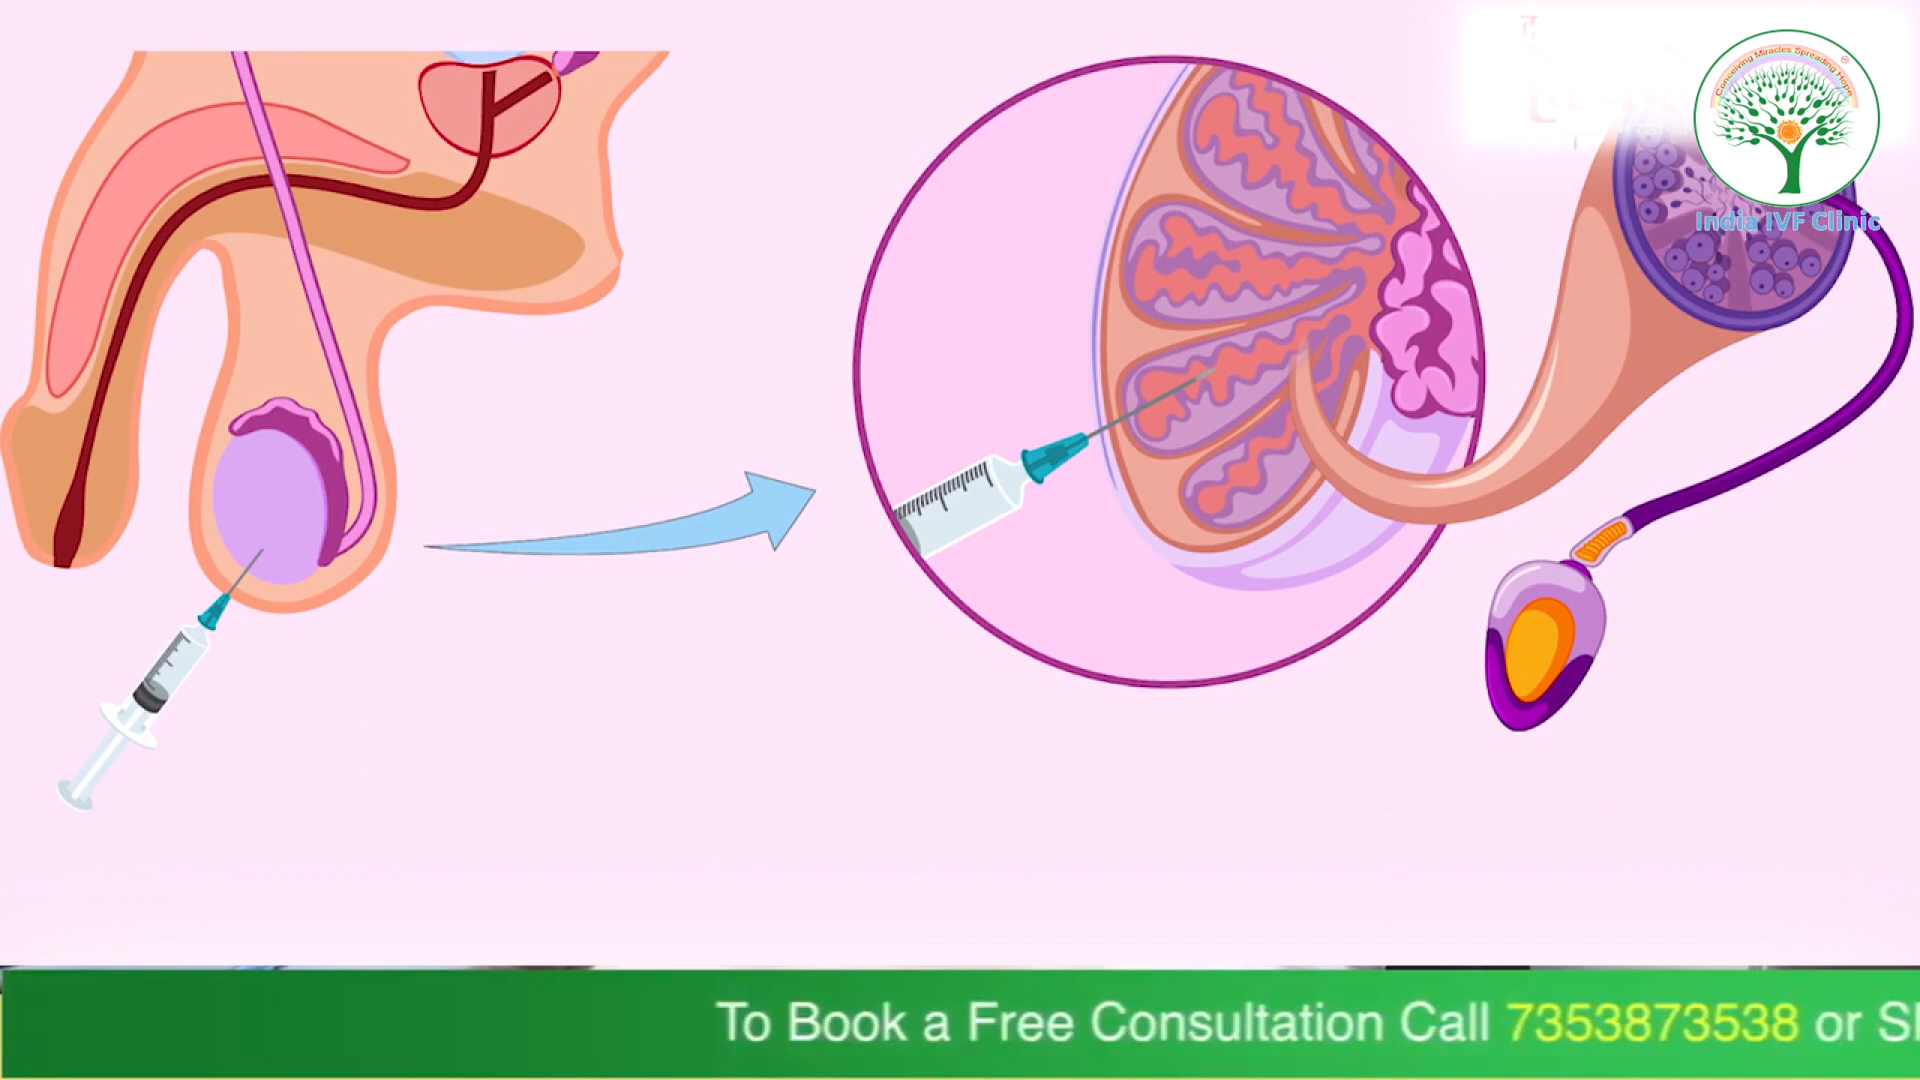 Conceiving Miracles Spreading Hope
India IVF Clinic
To Book a Free Consultation Call 7353873538 or